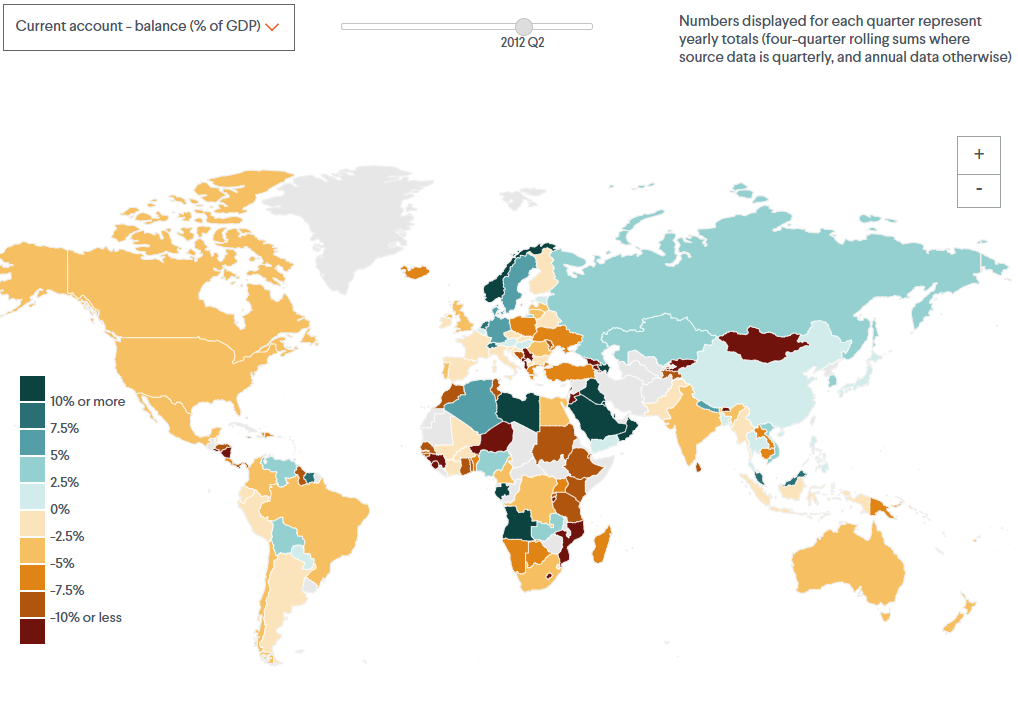 Current account - balance (% of GDP)
2012 Q2
Numbers displayed for each quarter represent
yearly totals (four-quarter rolling sums where
source data is quarterly, and annual data otherwise)
+
-
10% or more
7.5%
5%
2.5%
0%
-2.5%
-5%
-7.5%
-10% or less